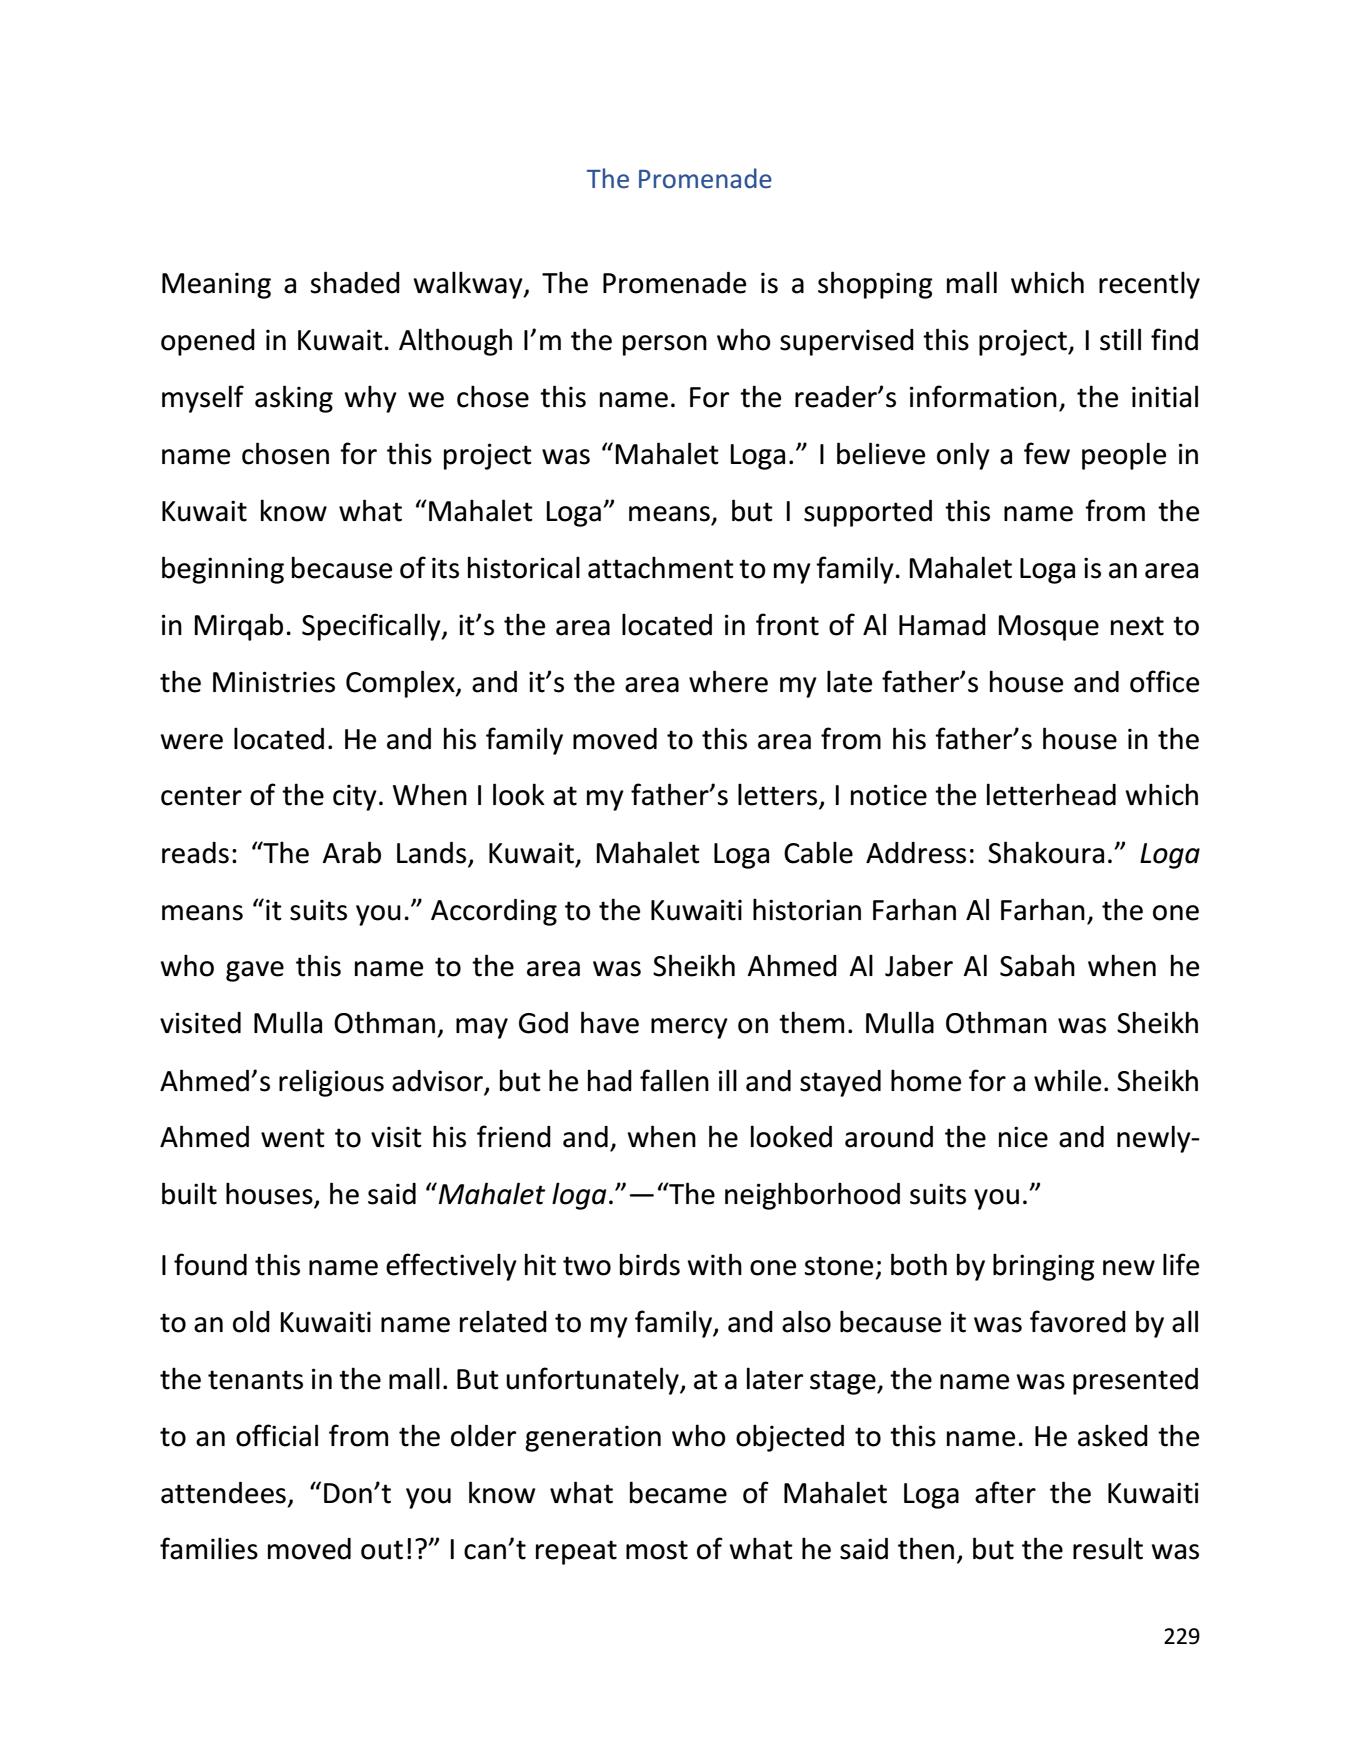 The Promenade
Meaning a shaded walkway, The Promenade is a shopping mall which recently
opened in Kuwait. Although I’m the person who supervised this project, I still find
myself asking why we chose this name. For the reader’s information, the initial
name chosen for this project was “Mahalet Loga.” I believe only a few people in
Kuwait know what “Mahalet Loga” means, but I supported this name from the
beginning because of its historical attachment to my family. Mahalet Loga is an area
in Mirqab. Specifically, it’s the area located in front of Al Hamad Mosque next to
the Ministries Complex, and it’s the area where my late father’s house and office
were located. He and his family moved to this area from his father’s house in the
center of the city. When I look at my father’s letters, I notice the letterhead which
reads: “The Arab Lands, Kuwait, Mahalet Loga Cable Address: Shakoura.” Loga
means “it suits you.” According to the Kuwaiti historian Farhan Al Farhan, the one
who gave this name to the area was Sheikh Ahmed Al Jaber Al Sabah when he
visited Mulla Othman, may God have mercy on them. Mulla Othman was Sheikh
Ahmed’s religious advisor, but he had fallen ill and stayed home for a while. Sheikh
Ahmed went to visit his friend and, when he looked around the nice and newly-
built houses, he said “Mahalet loga.”—“The neighborhood suits you.”
I found this name effectively hit two birds with one stone; both by bringing new life
to an old Kuwaiti name related to my family, and also because it was favored by all
the tenants in the mall. But unfortunately, at a later stage, the name was presented
to an official from the older generation who objected to this name. He asked the
attendees, “Don’t you know what became of Mahalet Loga after the Kuwaiti
families moved out!?” I can’t repeat most of what he said then, but the result was
229